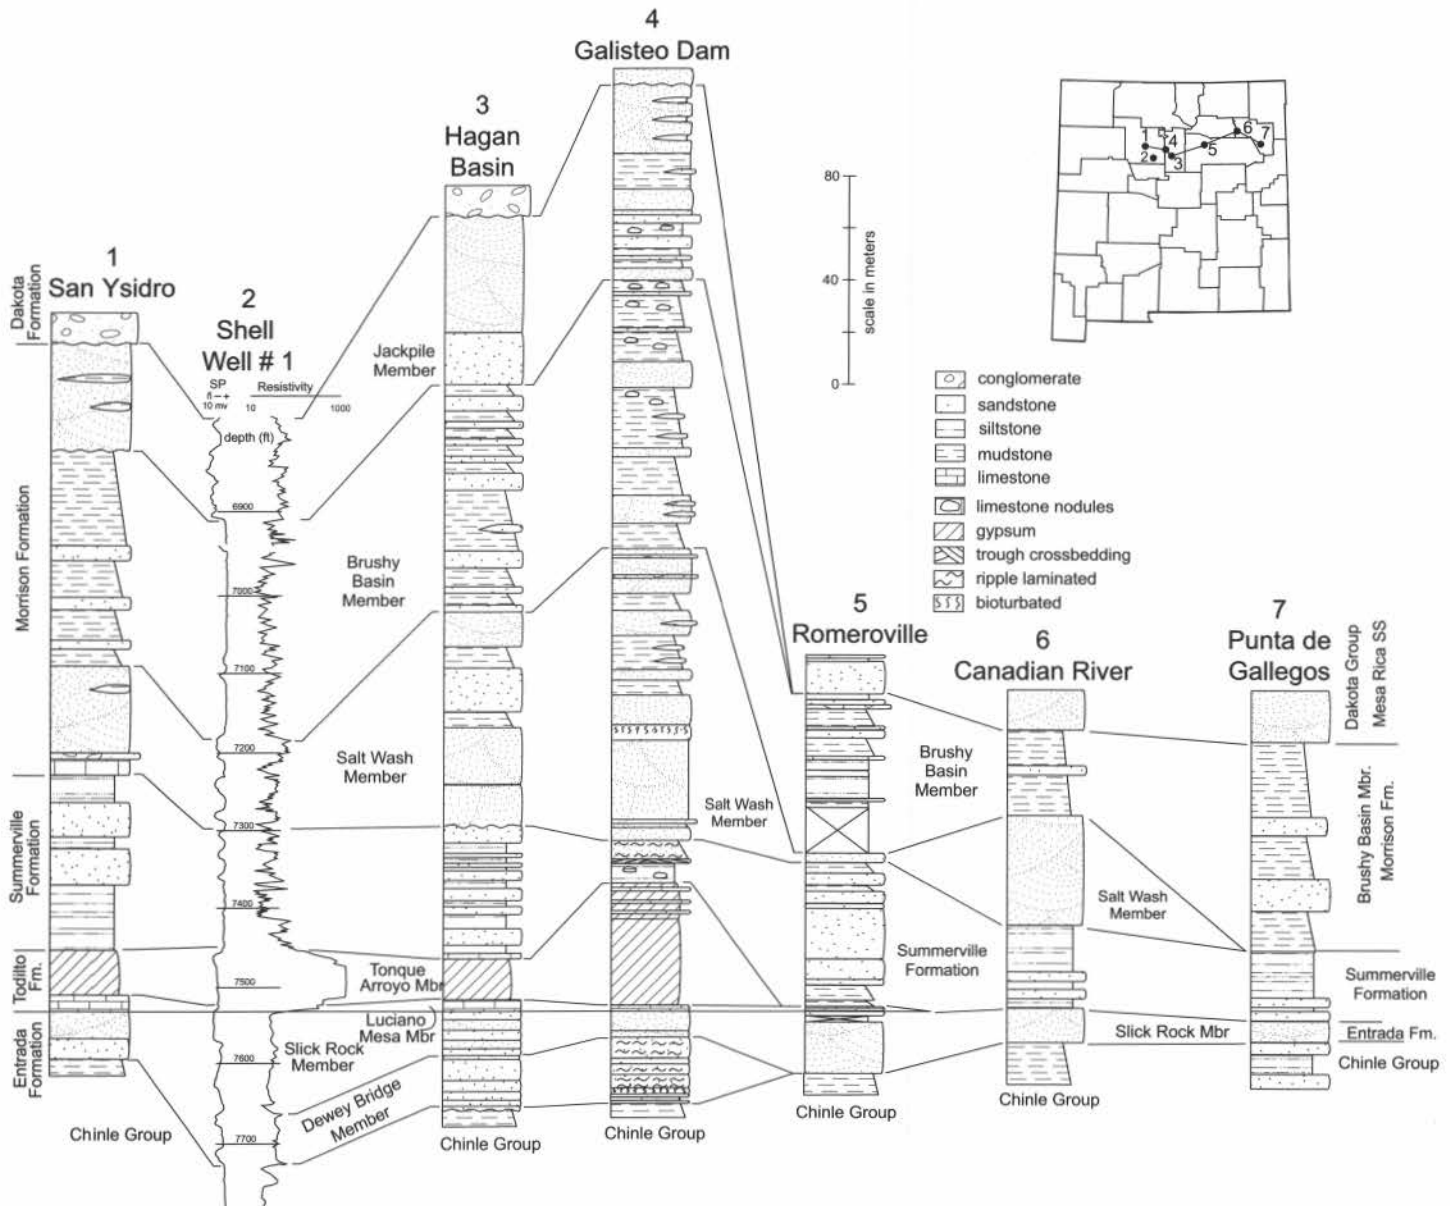 4
Galisteo Dam
3
Hagan
Basin
1
San Ysidro
2
Shell
Well # 1
SP
- +
10 mv
Resistivity
10
1000
depth (ft)
6900
7000
7100
7200
7300
7400
7500
7600
7700
Dakota
Formation
Morrison Formation
Summerville
Formation
Todilto
Fm.
Entrada
Formation
Chinle Group
Jackpile
Member
Brushy
Basin
Member
Salt Wash
Member
Tonque
Arroyo Mbr
Luciano
Mesa Mbr
Slick Rock
Member
Dewey Bridge
Member
Chinle Group
Chinle Group
80
40
0
scale in meters
1
2
4
3
5
6
7
conglomerate
sandstone
siltstone
mudstone
limestone
limestone nodules
gypsum
trough crossbedding
ripple laminated
bioturbated
5
Romeroville
6
Canadian River
7
Punta de
Gallegos
Salt Wash
Member
Brushy
Basin
Member
Summerville
Formation
Salt Wash
Member
Slick Rock Mbr
Chinle Group
Chinle Group
Dakota Group
Mesa Rica SS
Brushy Basin Mbr.
Morrison Fm.
Summerville
Formation
Entrada Fm.
Chinle Group